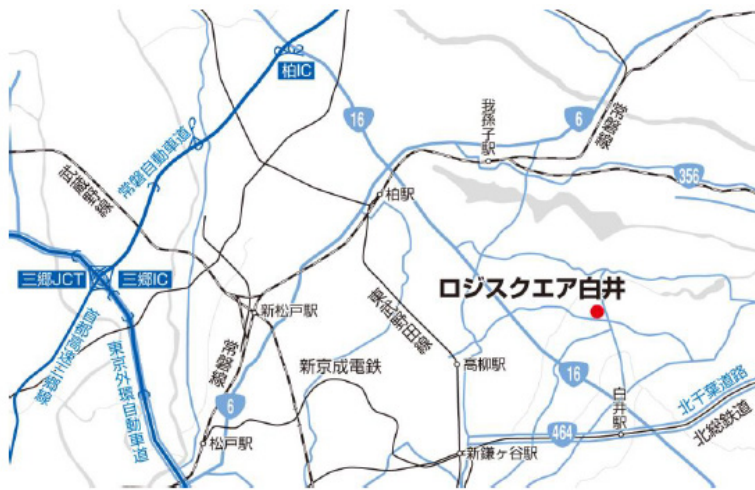 柏IC
16
6
常磐線
我孫子駅
常磐自動車道
武蔵野線
356
柏駅
三郷JCT
三郷IC
ロジスクエア白井
新松戸駅
東武野田線
首都高速三郷線
東京外環自動車道
常磐線
新京成電鉄
高柳駅
16
6
白井駅
北千葉道路
北総鉄道
464
松戸駅
新鎌ヶ谷駅